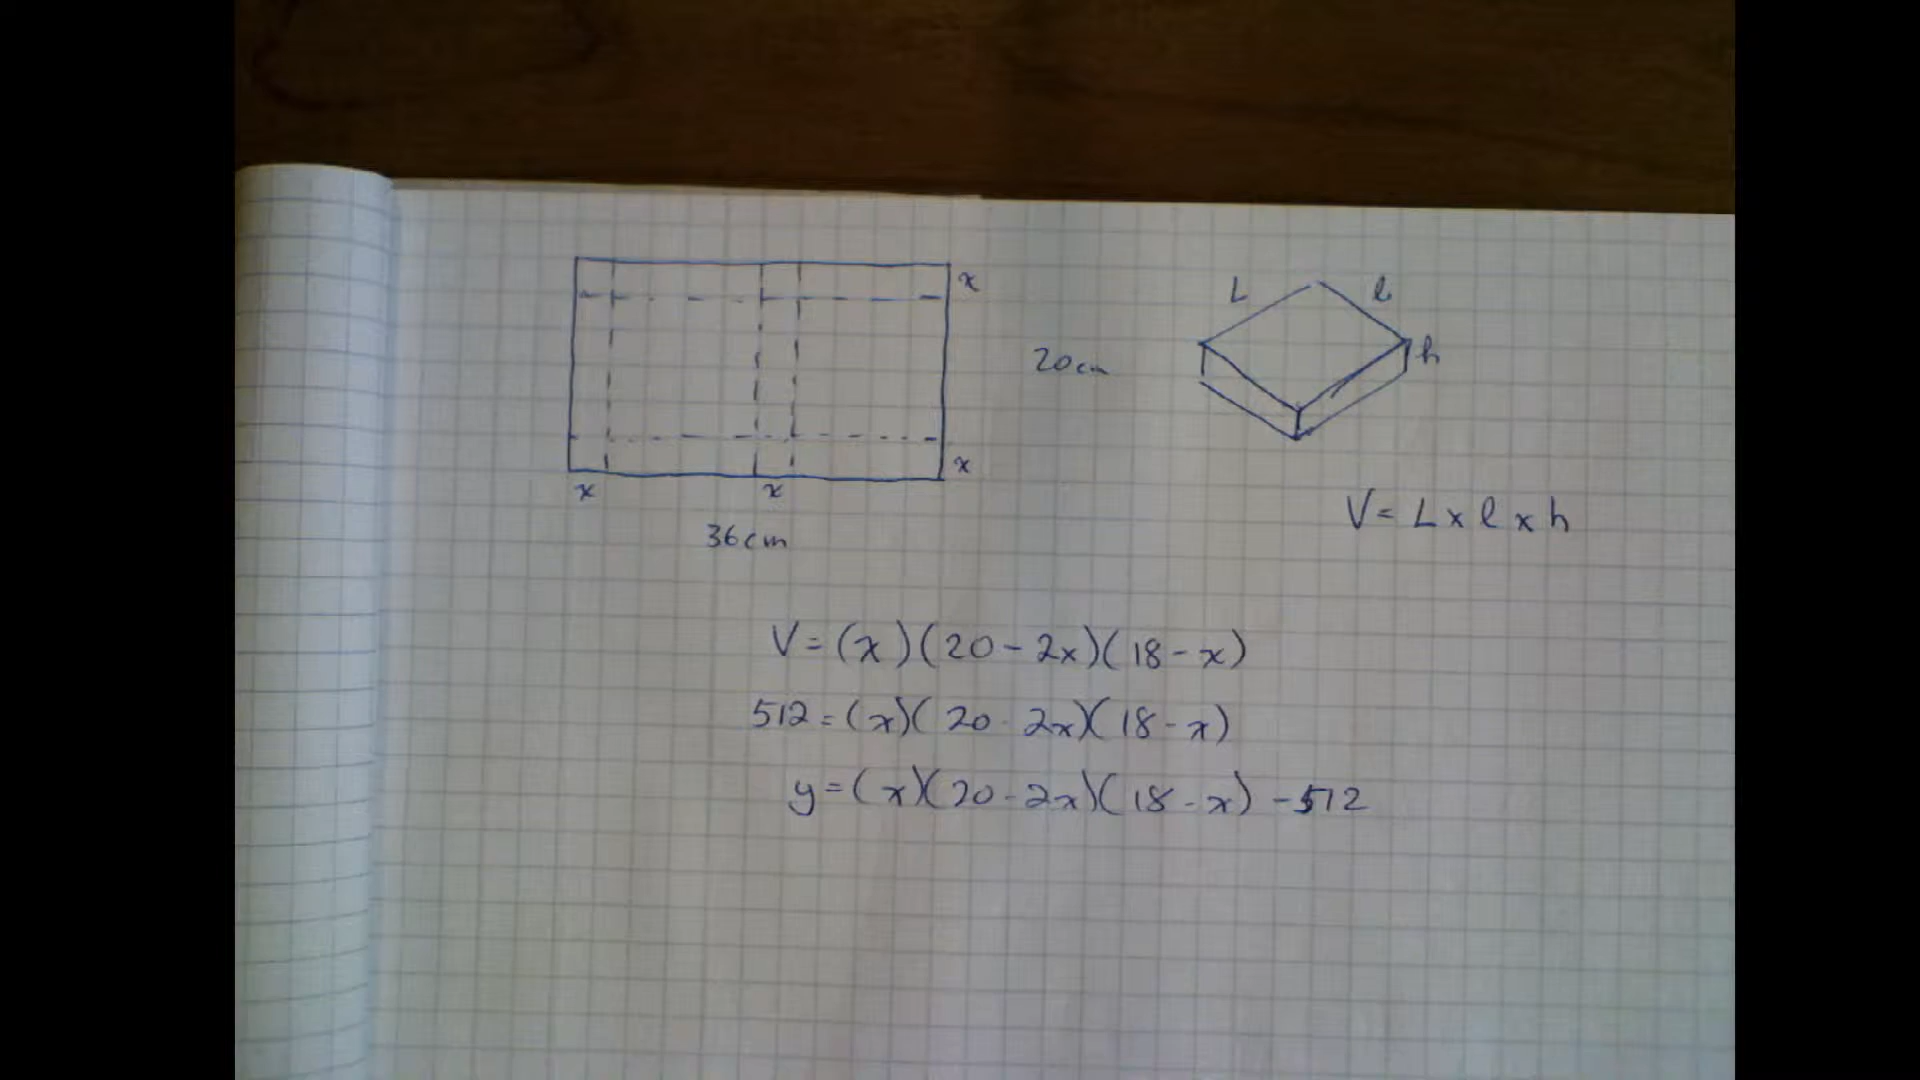 x
L l
20cm h
x
x x
36cm
V = L x l x h
V = (x)(20 - 2x)(18 - x)
512 = (x)(20 - 2x)(18 - x)
y = (x)(20 - 2x)(18 - x) - 512